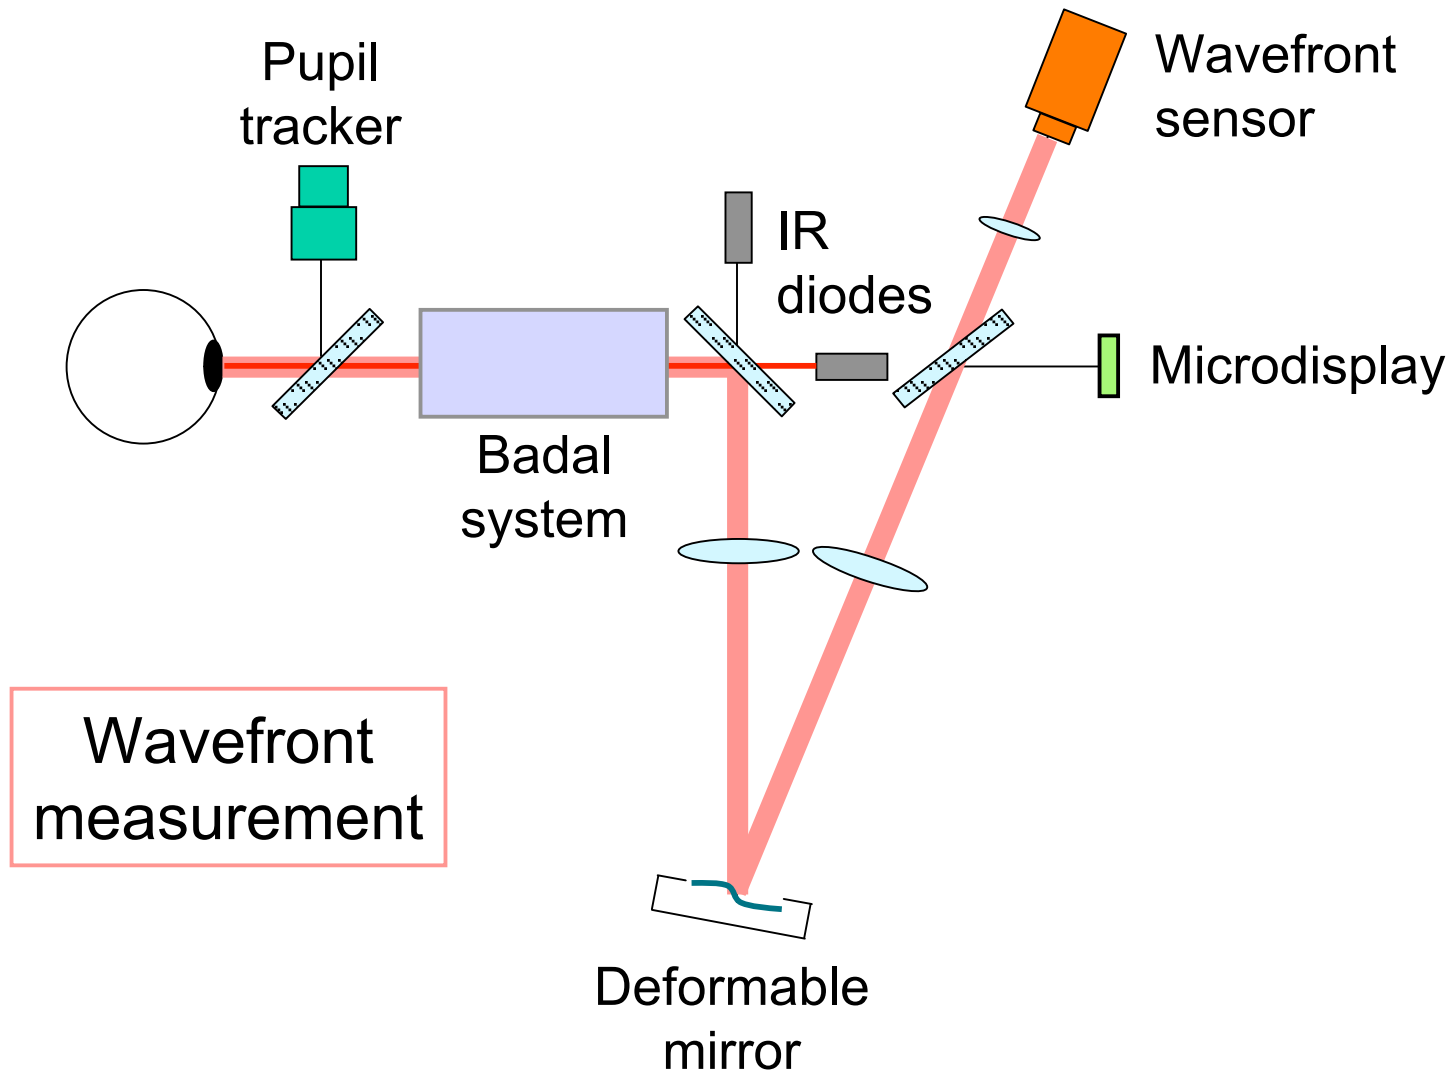 Pupil
tracker
Wavefront
sensor
IR
diodes
Microdisplay
Badal
system
Wavefront
measurement
Deformable
mirror